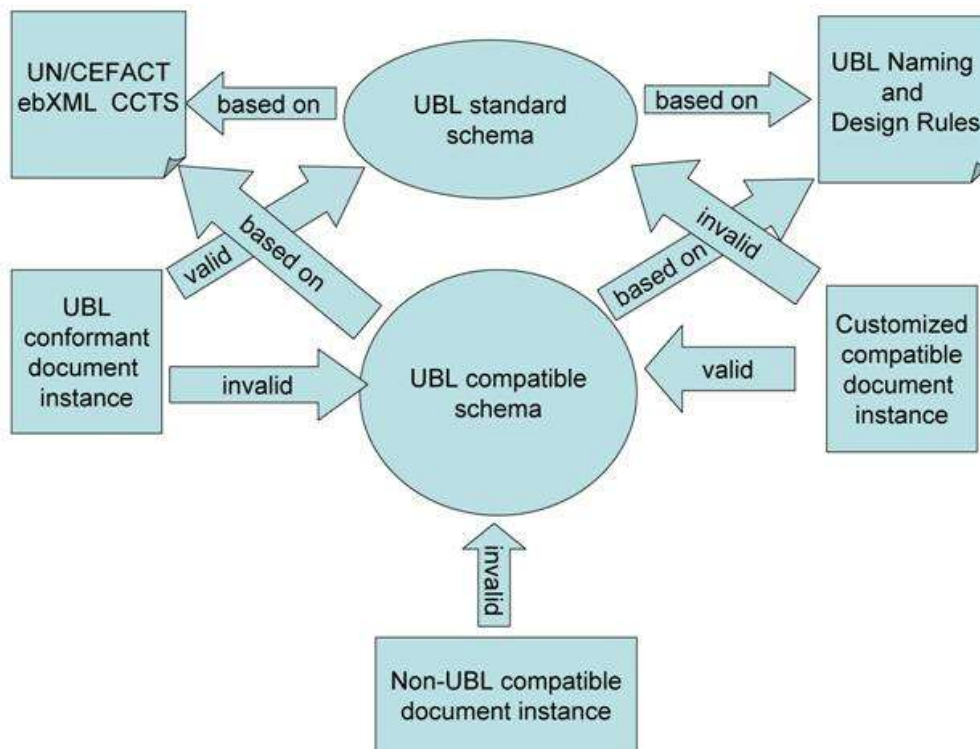 UN/CEFACT
ebXML CCTS
based on
UBL standard
schema
based on
UBL Naming
and
Design Rules
valid
based on
based on
invalid
UBL
conformant
document
instance
invalid
UBL compatible
schema
valid
Customized
compatible
document
instance
invalid
Non-UBL compatible
document instance